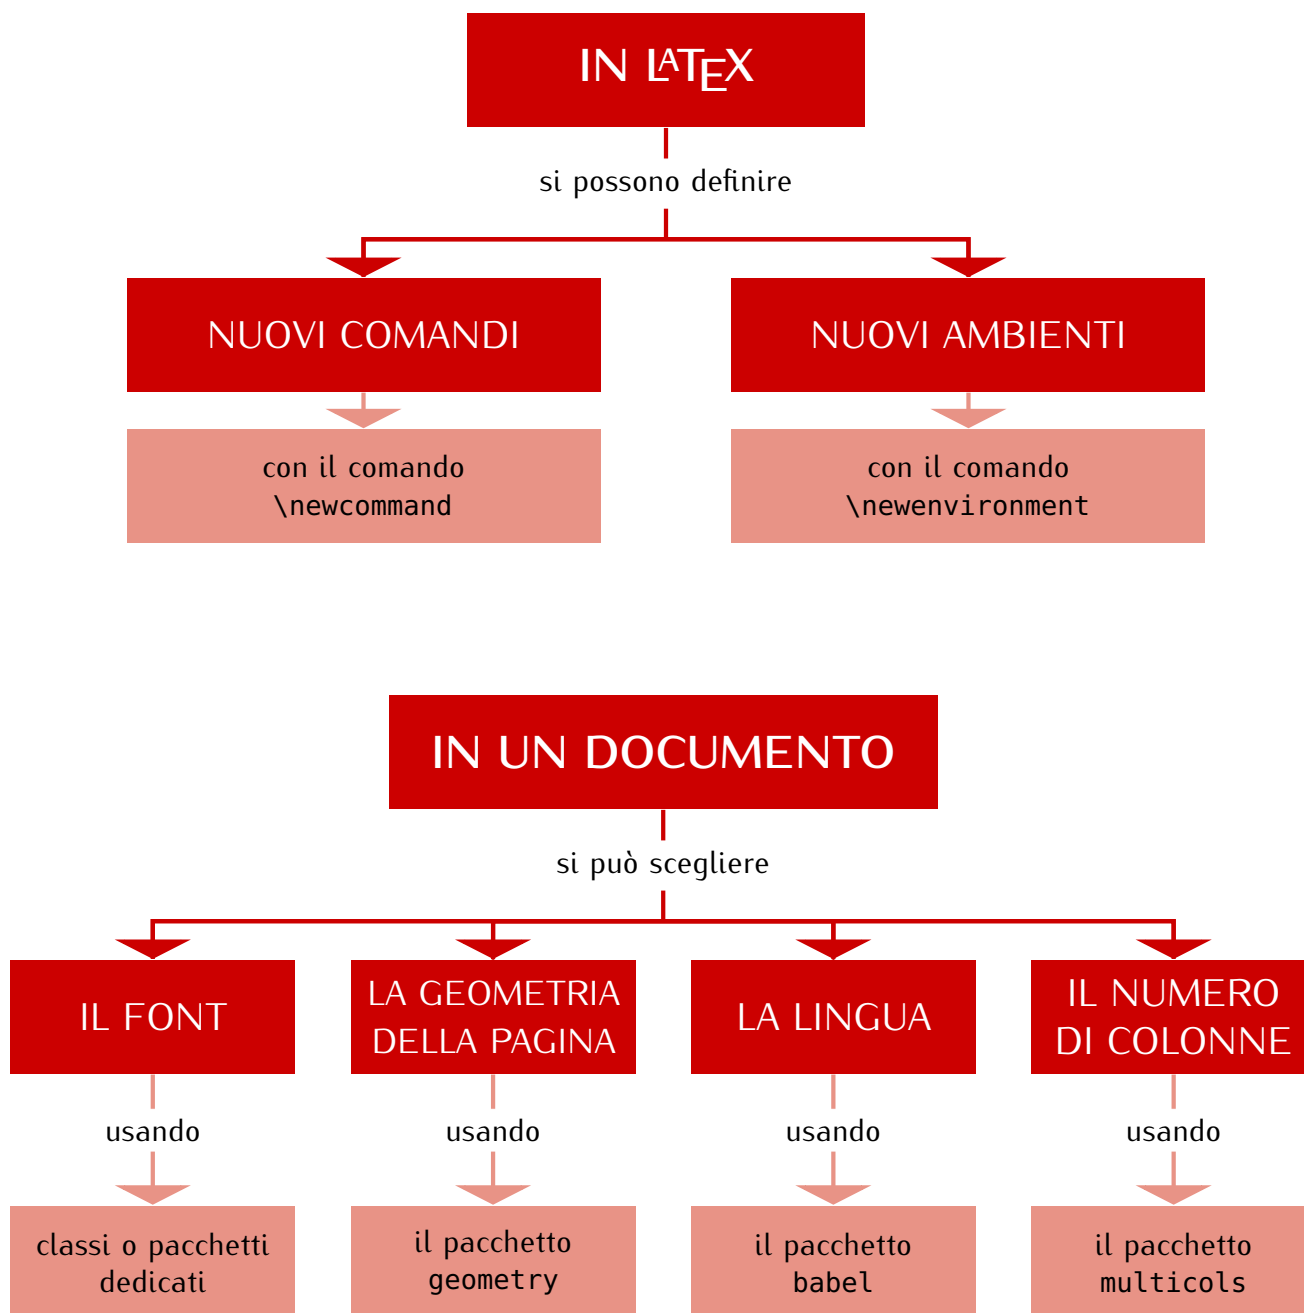 IN LATEX
si possono definire
NUOVI COMANDI
NUOVI AMBIENTI
con il comando
\newcommand
con il comando
\newenvironment
IN UN DOCUMENTO
si può scegliere
IL FONT
LA GEOMETRIA
DELLA PAGINA
LA LINGUA
IL NUMERO
DI COLONNE
usando
usando
usando
usando
classi o pacchetti
dedicati
il pacchetto
geometry
il pacchetto
babel
il pacchetto
multicols